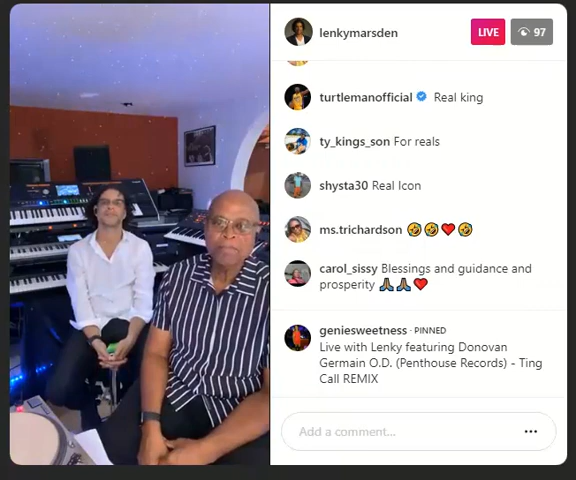 lenkymarsden
LIVE
97
turtlemanofficial Real king
ty_kings_son For reals
shysta30 Real Icon
ms.trichardson 🤣🤣❤️🤣
carol_sissy Blessings and guidance and
prosperity 🙏🏾🙏🏾❤️
geniesweetness · PINNED
Live with Lenky featuring Donovan
Germain O.D. (Penthouse Records) - Ting
Call REMIX
Add a comment...